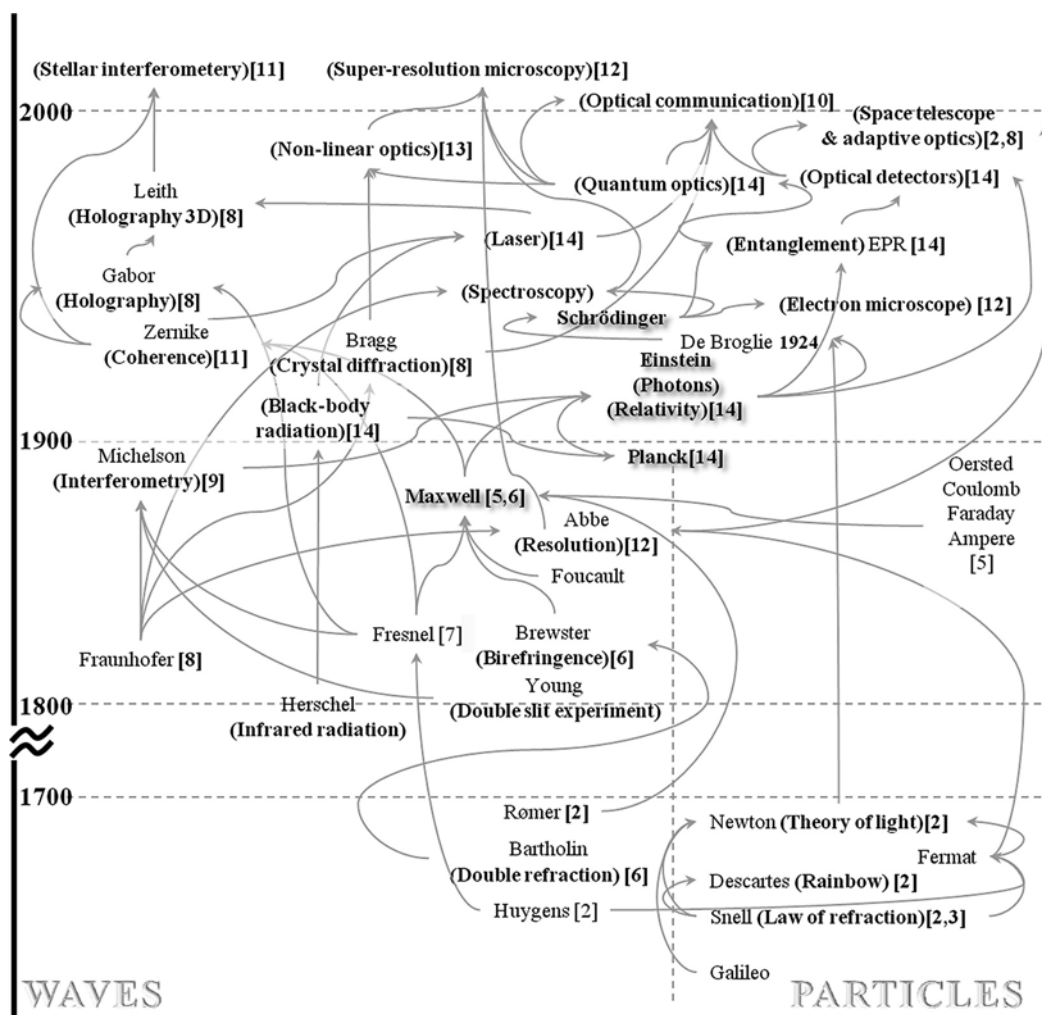 (Stellar interferometery)[11]
(Super-resolution microscopy)[12]
(Optical communication)[10]
2000
(Space telescope
& adaptive optics)[2,8]
(Non-linear optics)[13]
Leith
(Holography 3D)[8]
(Quantum optics)[14]
(Optical detectors)[14]
(Laser)[14]
(Entanglement) EPR [14]
Gabor
(Holography)[8]
(Spectroscopy)
(Electron microscope) [12]
Schrödinger
Zernike
(Coherence)[11]
Bragg
(Crystal diffraction)[8]
De Broglie 1924
Einstein
(Photons)
(Relativity)[14]
(Black-body
radiation)[14]
1900
Michelson
(Interferometry)[9]
Planck[14]
Maxwell [5,6]
Oersted
Coulomb
Faraday
Ampere
[5]
Abbe
(Resolution)[12]
Foucault
Fresnel [7]
Brewster
(Birefringence)[6]
Fraunhofer [8]
Young
(Double slit experiment)
Herschel
(Infrared radiation)
1800
1700
Rømer [2]
Newton (Theory of light)[2]
Bartholin
(Double refraction) [6]
Fermat
Descartes (Rainbow) [2]
Huygens [2]
Snell (Law of refraction)[2,3]
Galileo
WAVES
PARTICLES